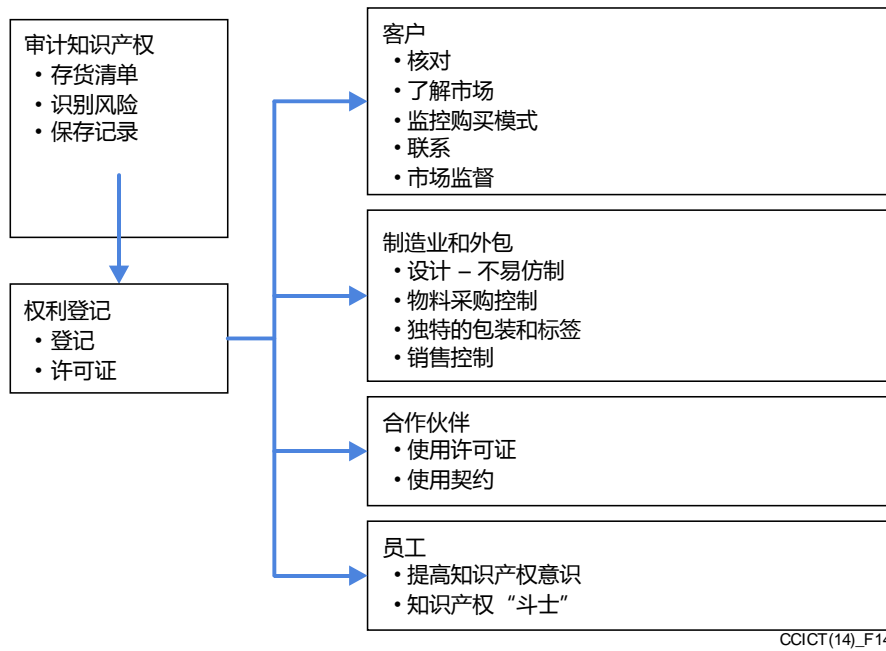 审计知识产权
• 存货清单
• 识别风险
• 保存记录
权利登记
• 登记
• 许可证
客户
• 核对
• 了解市场
• 监控购买模式
• 联系
• 市场监督
制造业和外包
• 设计 – 不易仿制
• 物料采购控制
• 独特的包装和标签
• 销售控制
合作伙伴
• 使用许可证
• 使用契约
员工
• 提高知识产权意识
• 知识产权“斗士”
CCICT(14)_F14